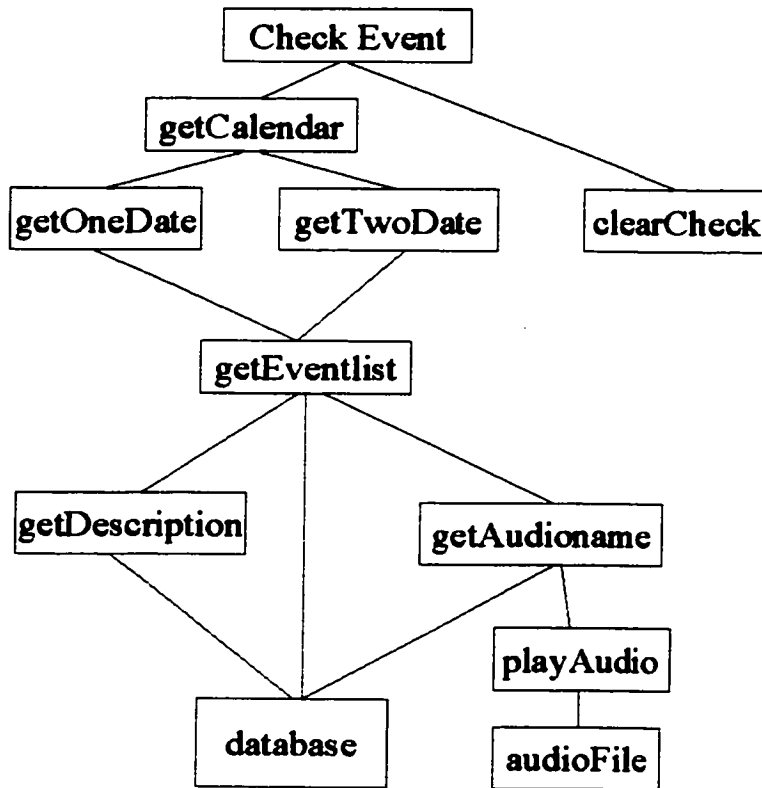 Check Event
getCalendar
getOneDate
getTwoDate
clearCheck
getEventlist
getDescription
getAudioname
playAudio
database
audioFile